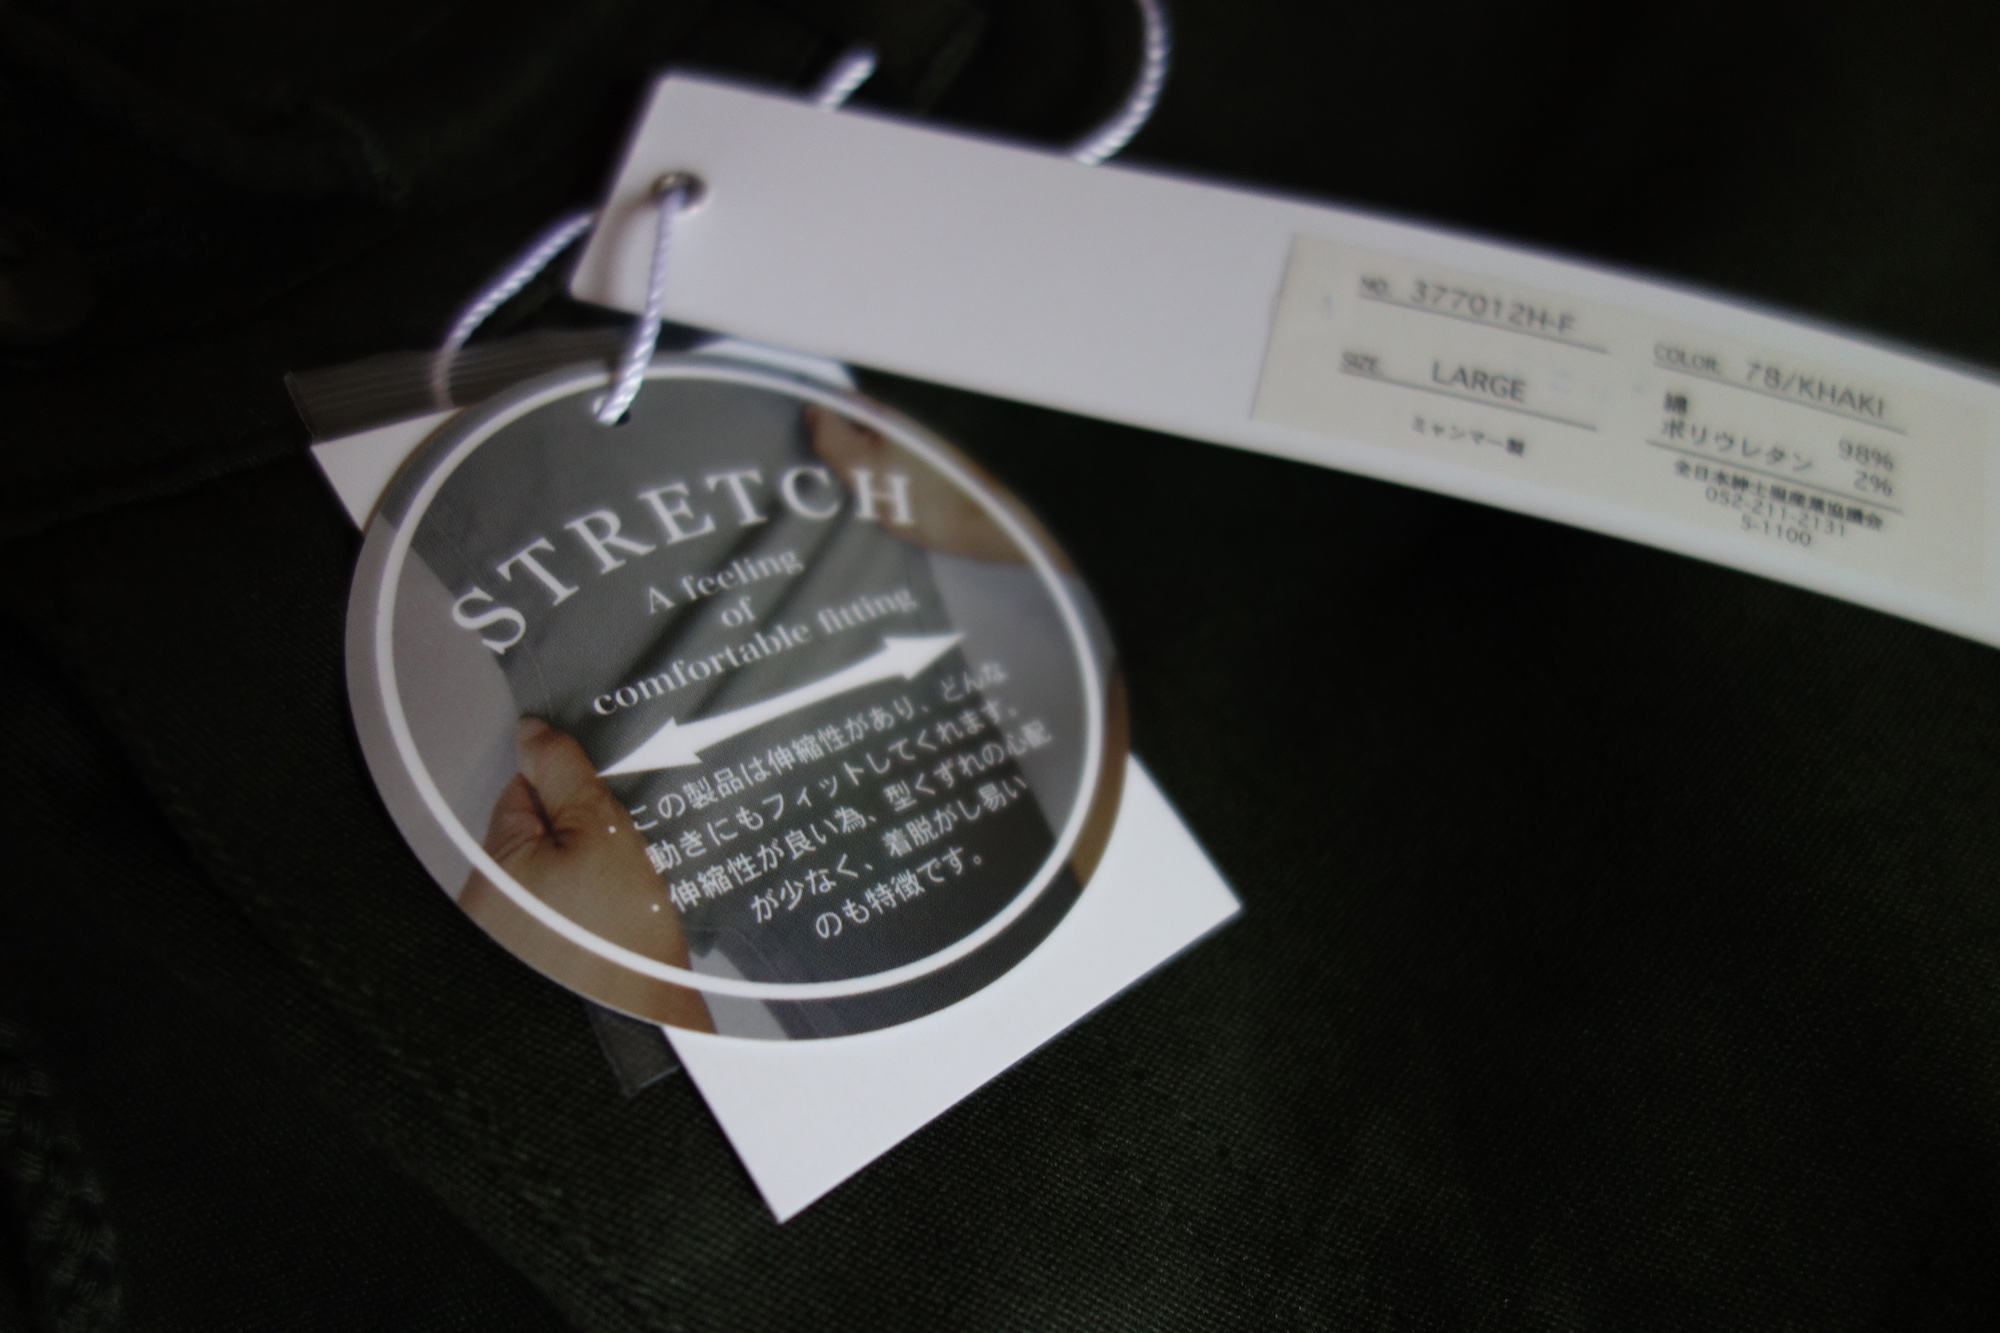 NO. 377012H-F
SIZE LARGE
ミャンマー製
COLOR 78/KHAKI
綿 98%
ポリウレタン 2%
全日本紳士服産業協議会
052-211-2131
S-1100
STRETCH
A feeling
of
comfortable fitting
・この製品は伸縮性があり、どんな
動きにもフィットしてくれます。
・伸縮性が良い為、型くずれの心配
が少なく、着脱がし易い
のも特徴です。